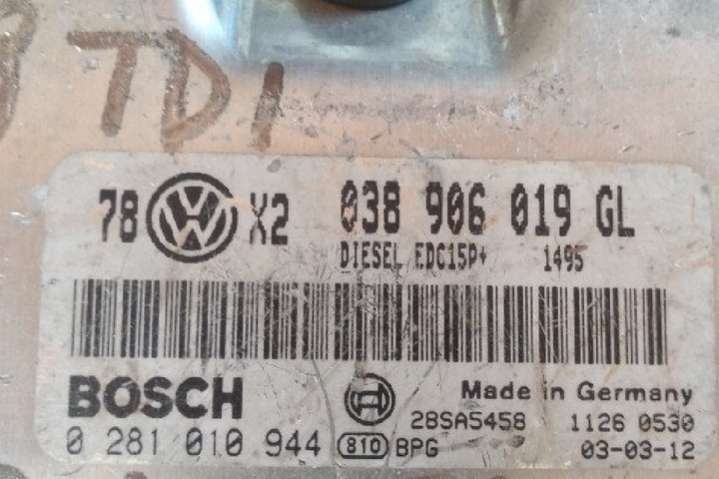 TDI
78 VW X2 038 906 019 GL
DIESEL EDC15P+ 1495
BOSCH
Made in Germany
28SA5458 1126 0530
0 281 010 944 810 BPG 03-03-12